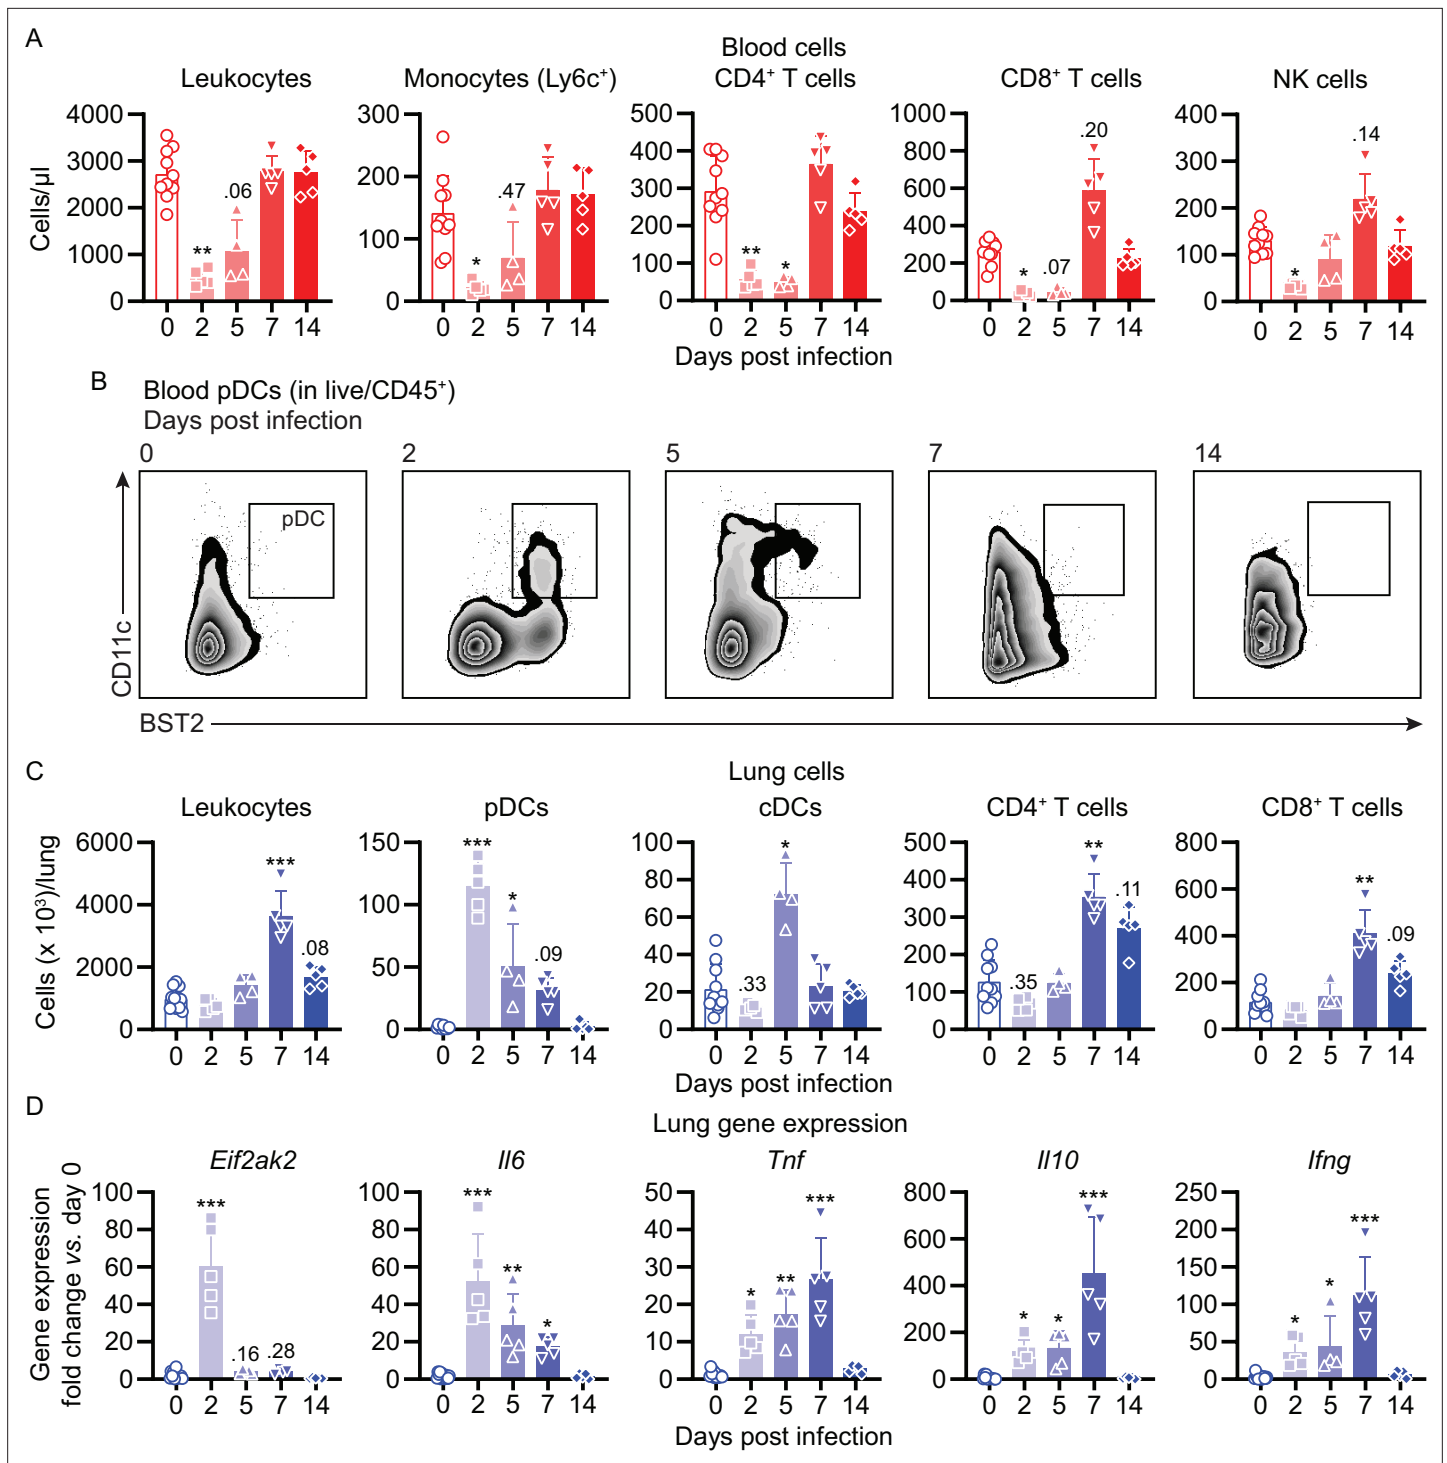 A
Blood cells
Leukocytes
Monocytes (Ly6c⁺)
CD4⁺ T cells
CD8⁺ T cells
NK cells
Cells/µl
4000
3000
2000
1000
0
**
.06
0 2 5 7 14
300
200
100
0
*
.47
0 2 5 7 14
500
400
300
200
100
0
**
*
0 2 5 7 14
1000
800
600
400
200
0
*
.07
.20
0 2 5 7 14
400
300
200
100
0
*
.14
0 2 5 7 14
Days post infection
B
Blood pDCs (in live/CD45⁺)
Days post infection
0
2
5
7
14
pDC
CD11c
BST2
C
Lung cells
Leukocytes
pDCs
cDCs
CD4⁺ T cells
CD8⁺ T cells
Cells (x 10³)/lung
6000
4000
2000
0
***
.08
0 2 5 7 14
150
100
50
0
***
*
.09
0 2 5 7 14
100
80
60
40
20
0
.33
*
0 2 5 7 14
500
400
300
200
100
0
.35
**
.11
0 2 5 7 14
800
600
400
200
0
**
.09
0 2 5 7 14
Days post infection
D
Lung gene expression
Eif2ak2
Il6
Tnf
Il10
Ifng
Gene expression
fold change vs. day 0
100
80
60
40
20
0
***
.16
.28
0 2 5 7 14
100
80
60
40
20
0
***
**
*
0 2 5 7 14
50
40
30
20
10
0
*
**
***
0 2 5 7 14
800
600
400
200
0
*
*
***
0 2 5 7 14
250
200
150
100
50
0
*
*
***
0 2 5 7 14
Days post infection